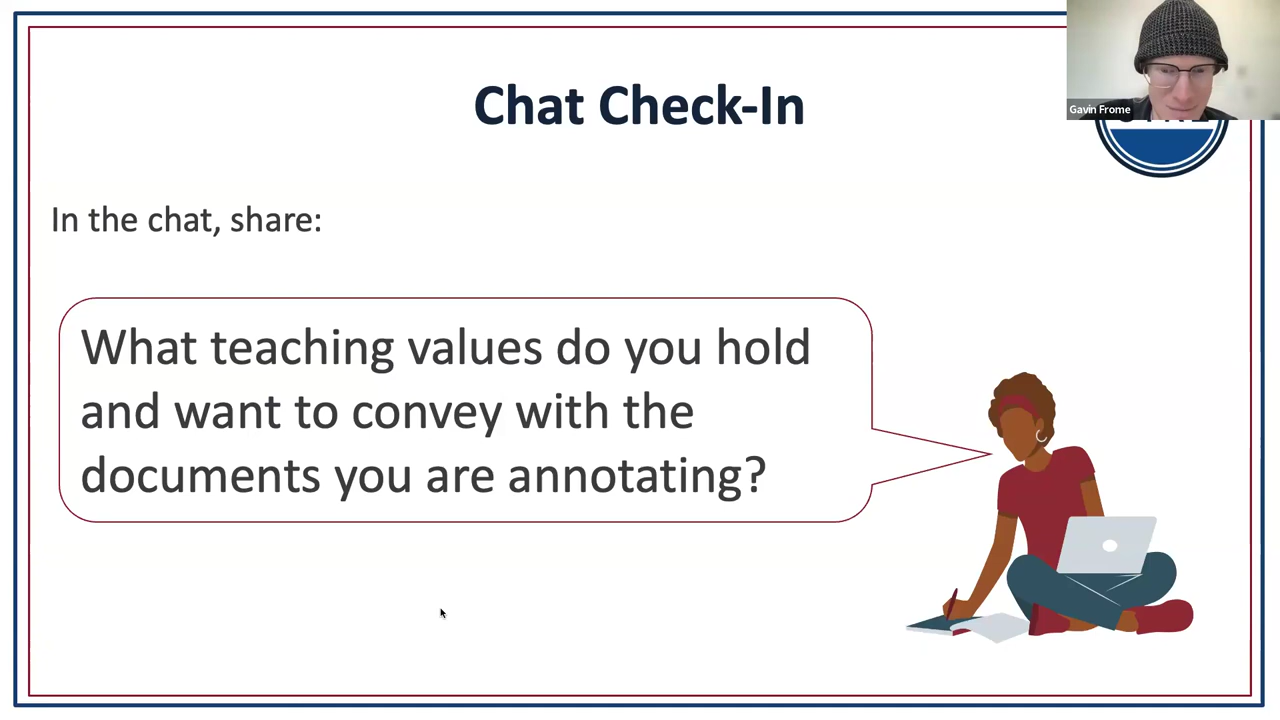 Chat Check-In
Gavin Frome
In the chat, share:
What teaching values do you hold
and want to convey with the
documents you are annotating?